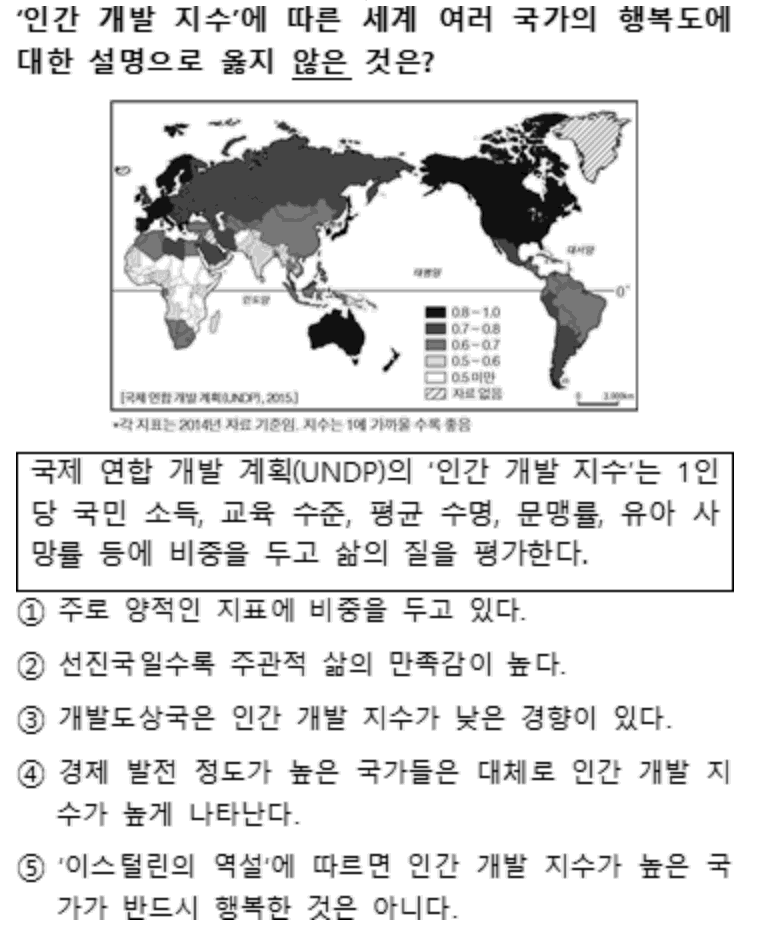 ‘인간 개발 지수’에 따른 세계 여러 국가의 행복도에
대한 설명으로 옳지 않은 것은?
대서양
태평양
인도양
0°
0.8-1.0
0.7-0.8
0.6-0.7
0.5-0.6
0.5 미만
자료 없음
[국제 연합 개발 계획(UNDP), 2015.]
0 2,000km
*각 지표는 2014년 자료 기준임. 지수는 1에 가까울 수록 좋음
국제 연합 개발 계획(UNDP)의 ‘인간 개발 지수’는 1인
당 국민 소득, 교육 수준, 평균 수명, 문맹률, 유아 사
망률 등에 비중을 두고 삶의 질을 평가한다.
① 주로 양적인 지표에 비중을 두고 있다.
② 선진국일수록 주관적 삶의 만족감이 높다.
③ 개발도상국은 인간 개발 지수가 낮은 경향이 있다.
④ 경제 발전 정도가 높은 국가들은 대체로 인간 개발 지
수가 높게 나타난다.
⑤ ‘이스털린의 역설’에 따르면 인간 개발 지수가 높은 국
가가 반드시 행복한 것은 아니다.